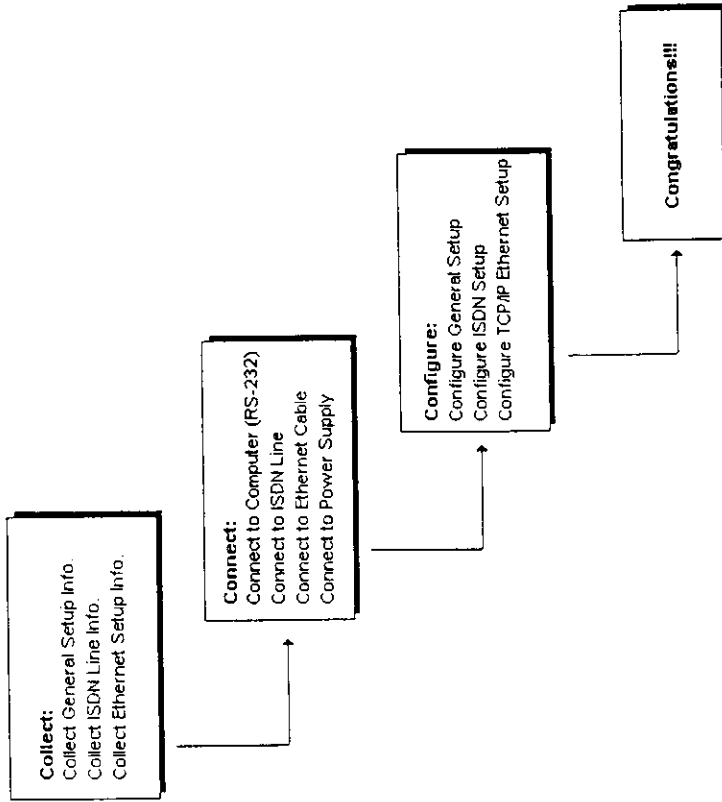 Collect:
Collect General Setup Info.
Collect ISDN Line Info.
Collect Ethernet Setup Info.
Connect:
Connect to Computer (RS-232)
Connect to ISDN Line
Connect to Ethernet Cable
Connect to Power Supply
Configure:
Configure General Setup
Configure ISDN Setup
Configure TCP/IP Ethernet Setup
Congratulations!!!